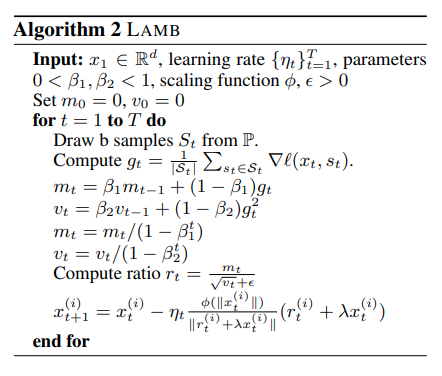 Algorithm 2 LAMB
Input: $x_1 \in \mathbb{R}^d$, learning rate $\{\eta_t\}_{t=1}^T$, parameters
$0 < \beta_1, \beta_2 < 1$, scaling function $\phi$, $\epsilon > 0$
Set $m_0 = 0$, $v_0 = 0$
for $t = 1$ to $T$ do
Draw b samples $S_t$ from $\mathbb{P}$.
Compute $g_t = \frac{1}{|\mathcal{S}_t|} \sum_{s_t \in \mathcal{S}_t} \nabla \ell(x_t, s_t)$.
$m_t = \beta_1 m_{t-1} + (1 - \beta_1) g_t$
$v_t = \beta_2 v_{t-1} + (1 - \beta_2) g_t^2$
$m_t = m_t / (1 - \beta_1^t)$
$v_t = v_t / (1 - \beta_2^t)$
Compute ratio $r_t = \frac{m_t}{\sqrt{v_t} + \epsilon}$
$x_{t+1}^{(i)} = x_t^{(i)} - \eta_t \frac{\phi(\|x_t^{(i)}\|)}{\|r_t^{(i)} + \lambda x_t^{(i)}\|} (r_t^{(i)} + \lambda x_t^{(i)})$
end for